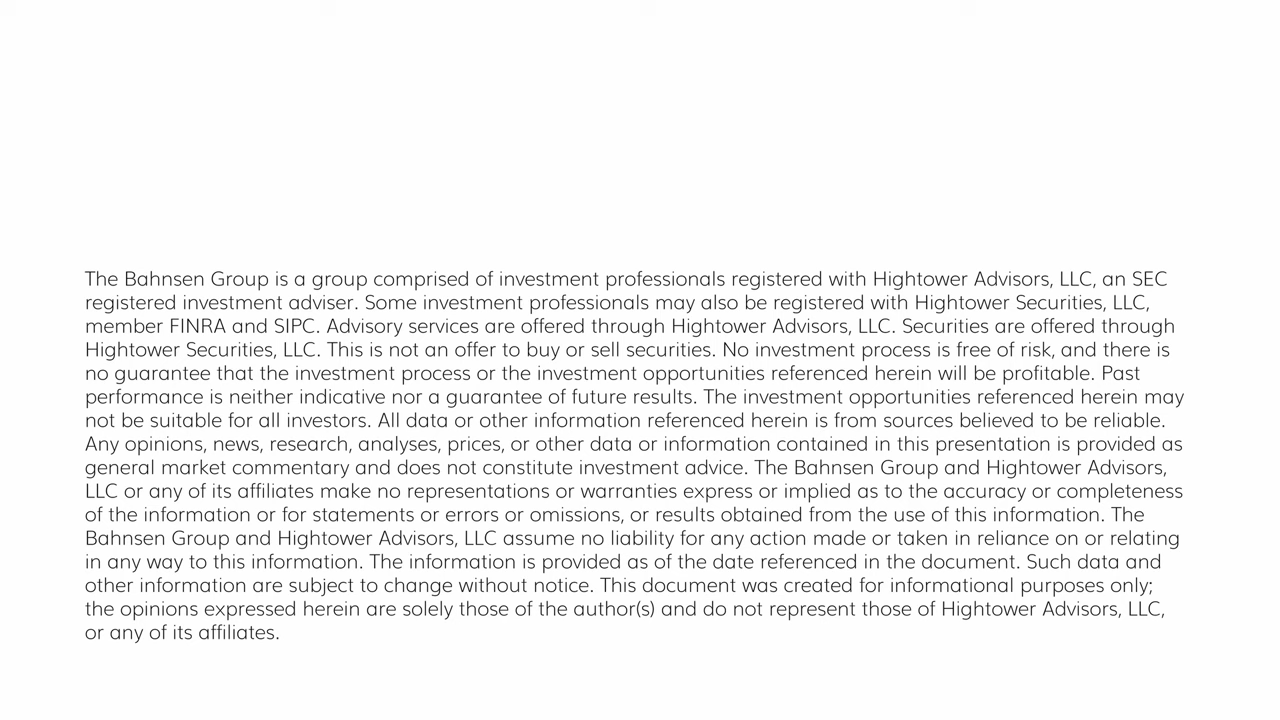 The Bahnsen Group is a group comprised of investment professionals registered with Hightower Advisors, LLC, an SEC
registered investment adviser. Some investment professionals may also be registered with Hightower Securities, LLC,
member FINRA and SIPC. Advisory services are offered through Hightower Advisors, LLC. Securities are offered through
Hightower Securities, LLC. This is not an offer to buy or sell securities. No investment process is free of risk, and there is
no guarantee that the investment process or the investment opportunities referenced herein will be profitable. Past
performance is neither indicative nor a guarantee of future results. The investment opportunities referenced herein may
not be suitable for all investors. All data or other information referenced herein is from sources believed to be reliable.
Any opinions, news, research, analyses, prices, or other data or information contained in this presentation is provided as
general market commentary and does not constitute investment advice. The Bahnsen Group and Hightower Advisors,
LLC or any of its affiliates make no representations or warranties express or implied as to the accuracy or completeness
of the information or for statements or errors or omissions, or results obtained from the use of this information. The
Bahnsen Group and Hightower Advisors, LLC assume no liability for any action made or taken in reliance on or relating
in any way to this information. The information is provided as of the date referenced in the document. Such data and
other information are subject to change without notice. This document was created for informational purposes only;
the opinions expressed herein are solely those of the author(s) and do not represent those of Hightower Advisors, LLC,
or any of its affiliates.